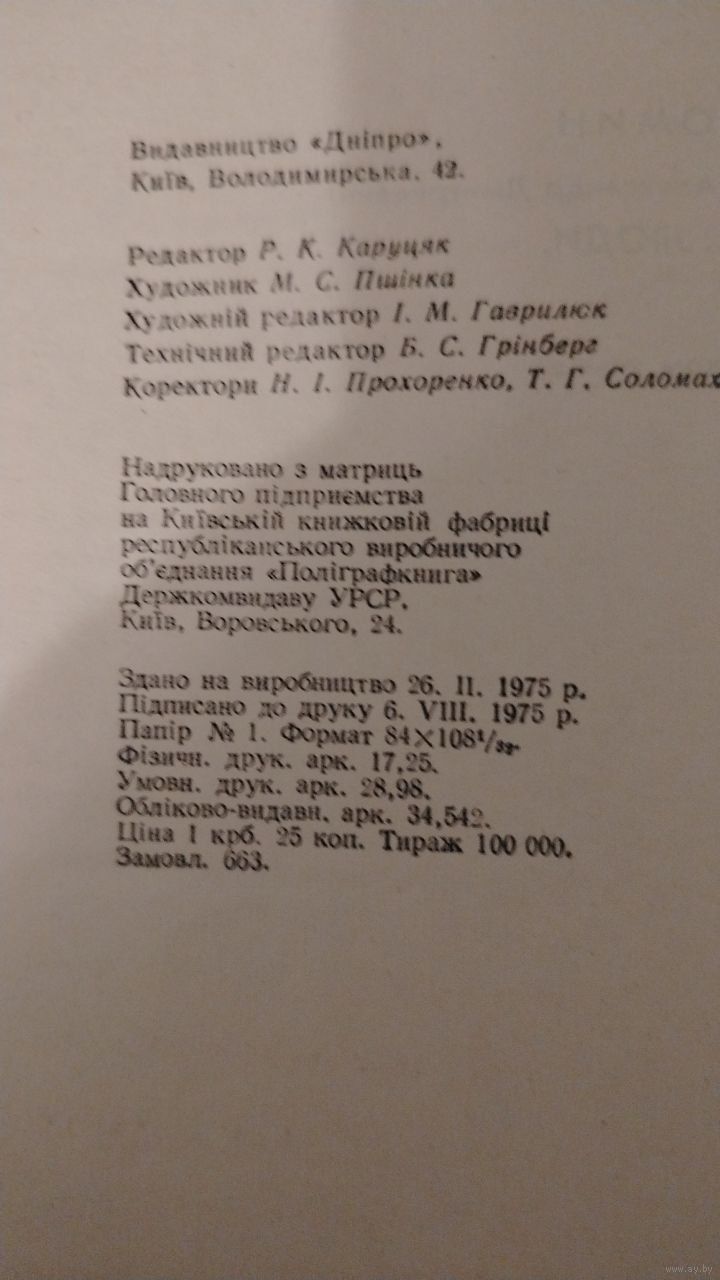 Видавництво «Дніпро»,
Київ, Володимирська, 42.
Редактор Р. К. Каруцяк
Художник М. С. Пшінка
Художній редактор І. М. Гаврилюк
Технічний редактор Б. С. Грінберг
Коректори Н. І. Прохоренко, Т. Г. Соломах
Надруковано з матриць
Головного підприємства
на Київській книжковій фабриці
республіканського виробничого
об'єднання «Поліграфкнига»
Держкомвидаву УРСР.
Київ, Воровського, 24.
Здано на виробництво 26. II. 1975 р.
Підписано до друку 6. VIII. 1975 р.
Папір № 1. Формат 84×108¹/₃₂.
Фізичн. друк. арк. 17,25.
Умовн. друк. арк. 28,98.
Обліково-видавн. арк. 34,542.
Ціна 1 крб. 25 коп. Тираж 100 000.
Замовл. 663.
www.ay.by